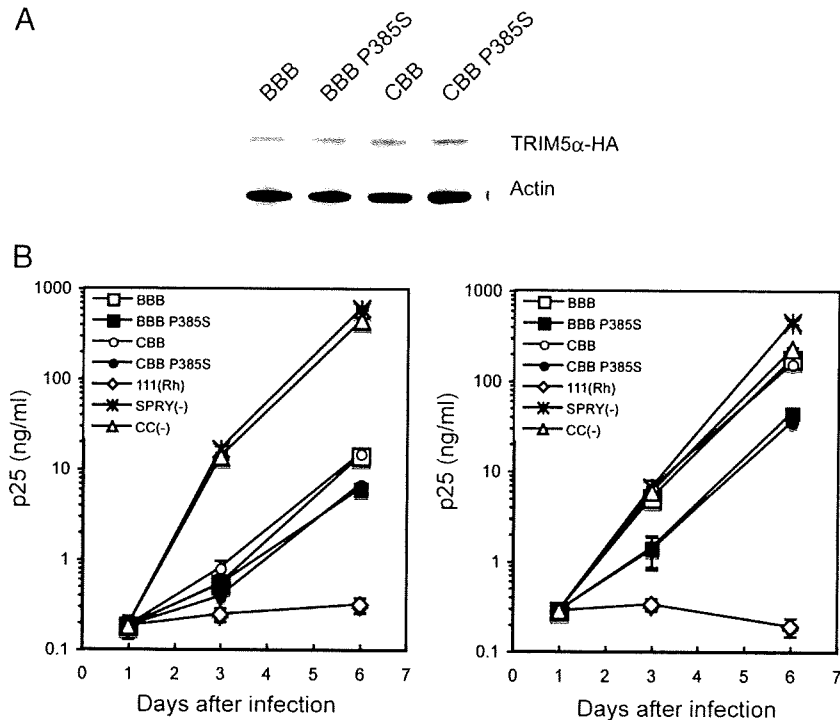 A
BBB
BBB P385S
CBB
CBB P385S
TRIM5α-HA
Actin
B
1000
100
10
1
0.1
p25 (ng/ml)
BBB
BBB P385S
CBB
CBB P385S
111(Rh)
SPRY(-)
CC(-)
0 1 2 3 4 5 6 7
Days after infection
1000
100
10
1
0.1
p25 (ng/ml)
BBB
BBB P385S
CBB
CBB P385S
111(Rh)
SPRY(-)
CC(-)
0 1 2 3 4 5 6 7
Days after infection